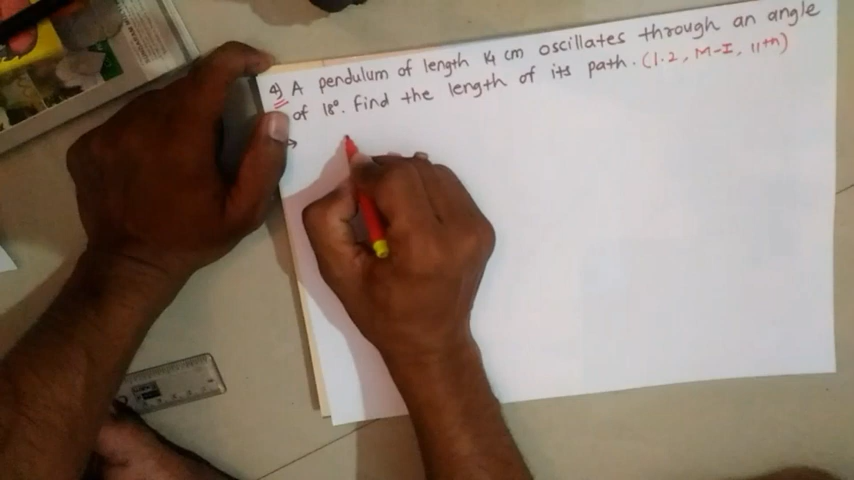 4) A pendulum of length 14 cm oscillates through an angle
of 18°. Find the length of its path. (1.2, M-I, 11th)
→